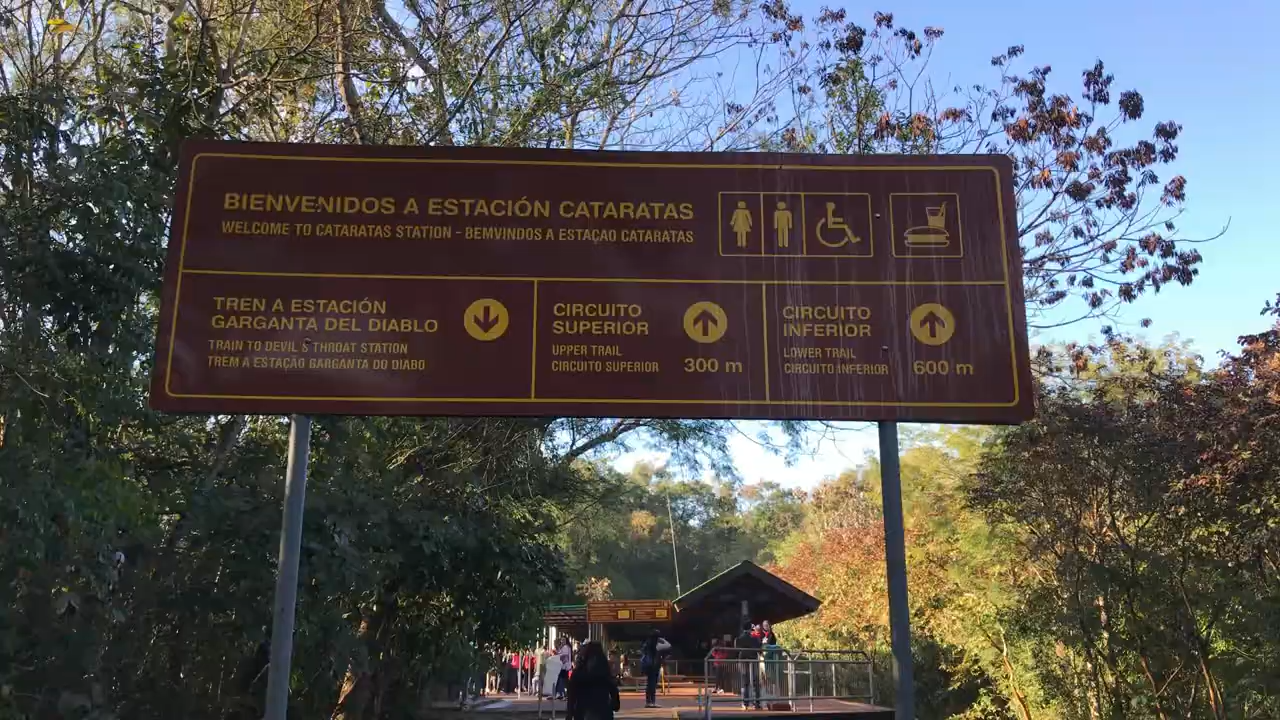 BIENVENIDOS A ESTACIÓN CATARATAS
WELCOME TO CATARATAS STATION - BEMVINDOS A ESTAÇAO CATARATAS
TREN A ESTACIÓN
GARGANTA DEL DIABLO
TRAIN TO DEVIL'S THROAT STATION
TREM A ESTAÇAO GARGANTA DO DIABO
CIRCUITO
SUPERIOR
UPPER TRAIL
CIRCUITO SUPERIOR
300 m
CIRCUITO
INFERIOR
LOWER TRAIL
CIRCUITO INFERIOR
600 m